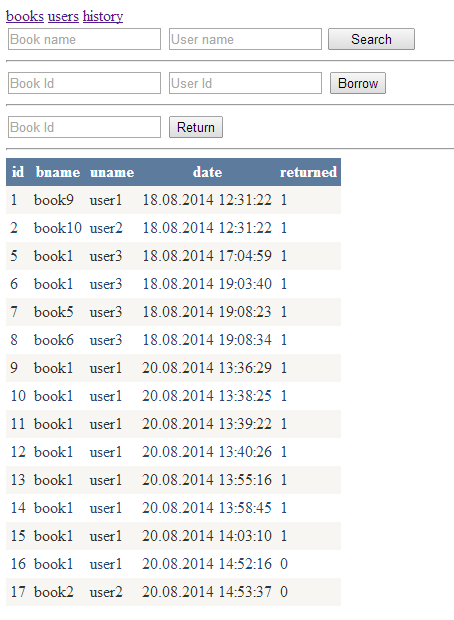 books users history
Book name User name Search
Book Id User Id Borrow
Book Id Return
id bname uname date returned
1 book9 user1 18.08.2014 12:31:22 1
2 book10 user2 18.08.2014 12:31:22 1
5 book1 user3 18.08.2014 17:04:59 1
6 book1 user3 18.08.2014 19:03:40 1
7 book5 user3 18.08.2014 19:08:23 1
8 book6 user3 18.08.2014 19:08:34 1
9 book1 user1 20.08.2014 13:36:29 1
10 book1 user1 20.08.2014 13:38:25 1
11 book1 user1 20.08.2014 13:39:22 1
12 book1 user1 20.08.2014 13:40:26 1
13 book1 user1 20.08.2014 13:55:16 1
14 book1 user1 20.08.2014 13:58:45 1
15 book1 user1 20.08.2014 14:03:10 1
16 book1 user1 20.08.2014 14:52:16 0
17 book2 user2 20.08.2014 14:53:37 0